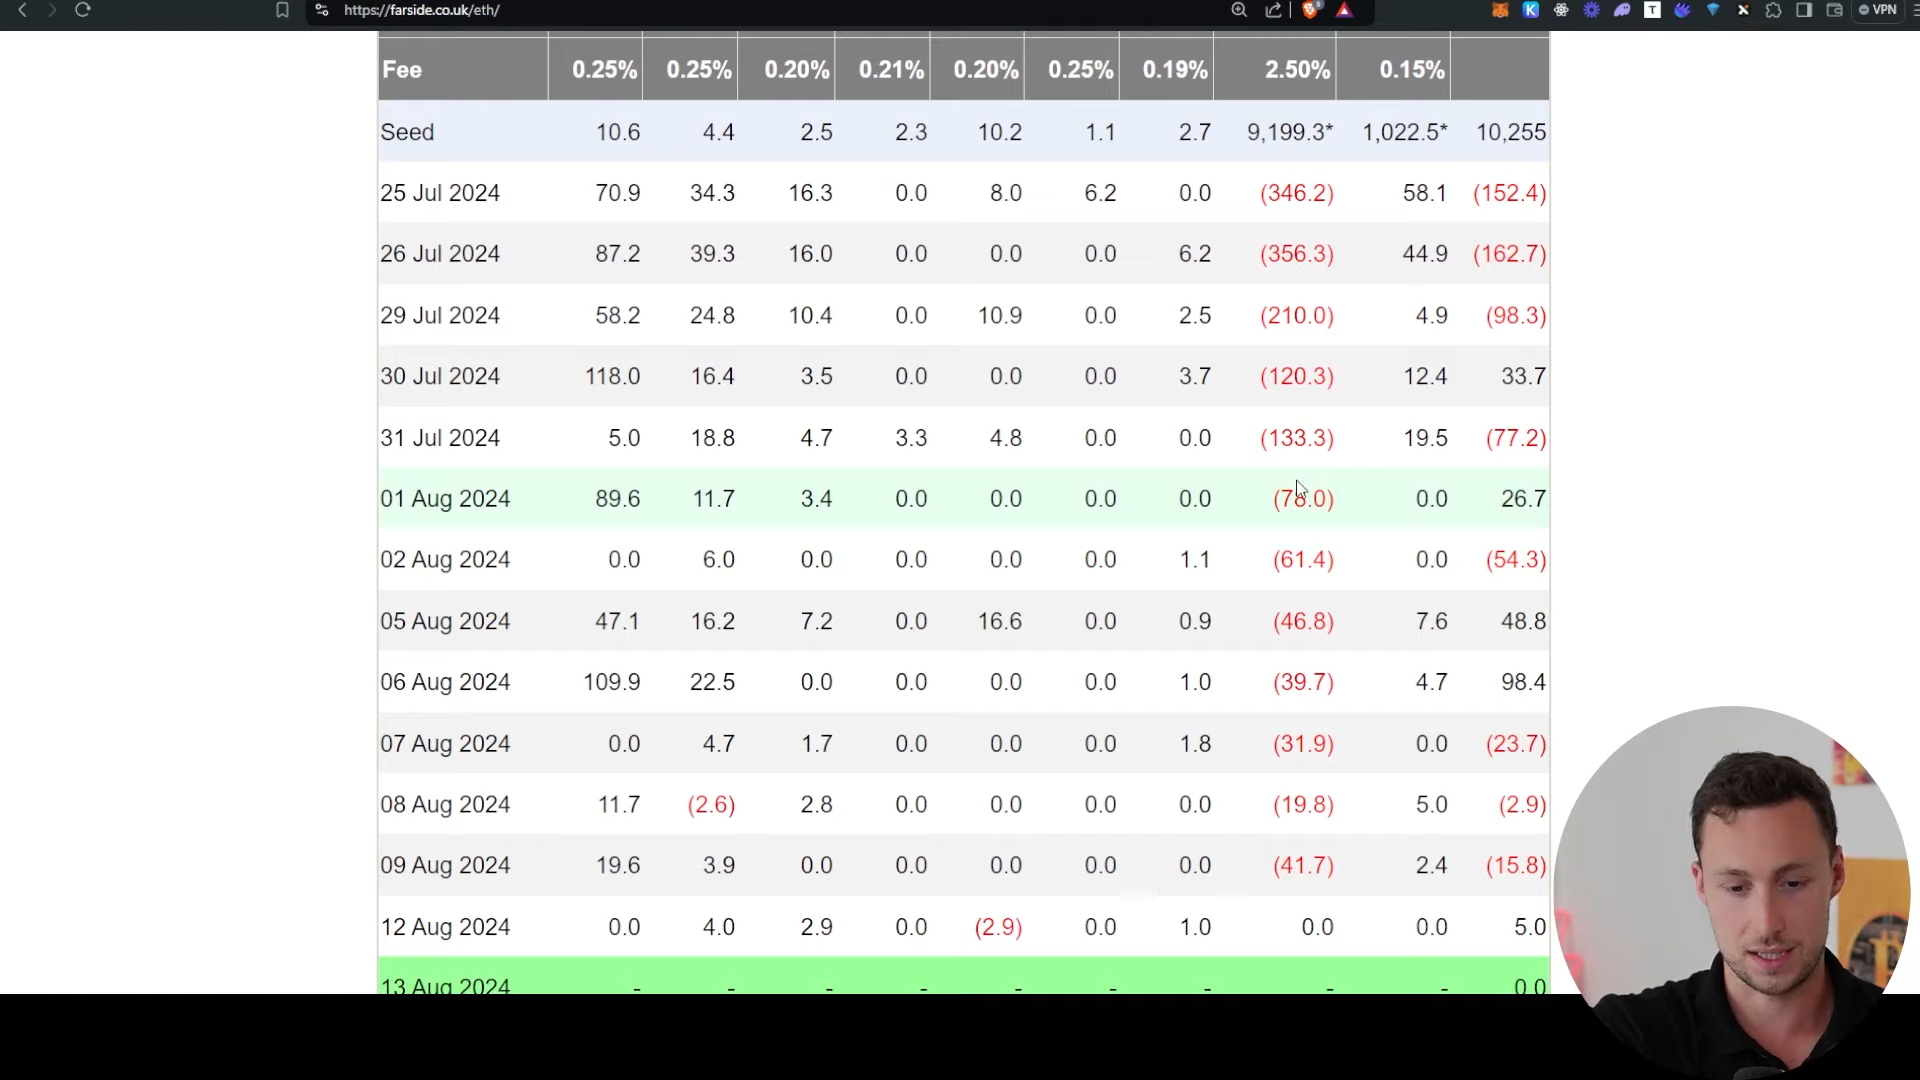 https://farside.co.uk/eth/
VPN
Fee 0.25% 0.25% 0.20% 0.21% 0.20% 0.25% 0.19% 2.50% 0.15%
Seed 10.6 4.4 2.5 2.3 10.2 1.1 2.7 9,199.3* 1,022.5* 10,255
25 Jul 2024 70.9 34.3 16.3 0.0 8.0 6.2 0.0 (346.2) 58.1 (152.4)
26 Jul 2024 87.2 39.3 16.0 0.0 0.0 0.0 6.2 (356.3) 44.9 (162.7)
29 Jul 2024 58.2 24.8 10.4 0.0 10.9 0.0 2.5 (210.0) 4.9 (98.3)
30 Jul 2024 118.0 16.4 3.5 0.0 0.0 0.0 3.7 (120.3) 12.4 33.7
31 Jul 2024 5.0 18.8 4.7 3.3 4.8 0.0 0.0 (133.3) 19.5 (77.2)
01 Aug 2024 89.6 11.7 3.4 0.0 0.0 0.0 0.0 (78.0) 0.0 26.7
02 Aug 2024 0.0 6.0 0.0 0.0 0.0 0.0 1.1 (61.4) 0.0 (54.3)
05 Aug 2024 47.1 16.2 7.2 0.0 16.6 0.0 0.9 (46.8) 7.6 48.8
06 Aug 2024 109.9 22.5 0.0 0.0 0.0 0.0 1.0 (39.7) 4.7 98.4
07 Aug 2024 0.0 4.7 1.7 0.0 0.0 0.0 1.8 (31.9) 0.0 (23.7)
08 Aug 2024 11.7 (2.6) 2.8 0.0 0.0 0.0 0.0 (19.8) 5.0 (2.9)
09 Aug 2024 19.6 3.9 0.0 0.0 0.0 0.0 0.0 (41.7) 2.4 (15.8)
12 Aug 2024 0.0 4.0 2.9 0.0 (2.9) 0.0 1.0 0.0 0.0 5.0
13 Aug 2024 - - - - - - - - - 0.0